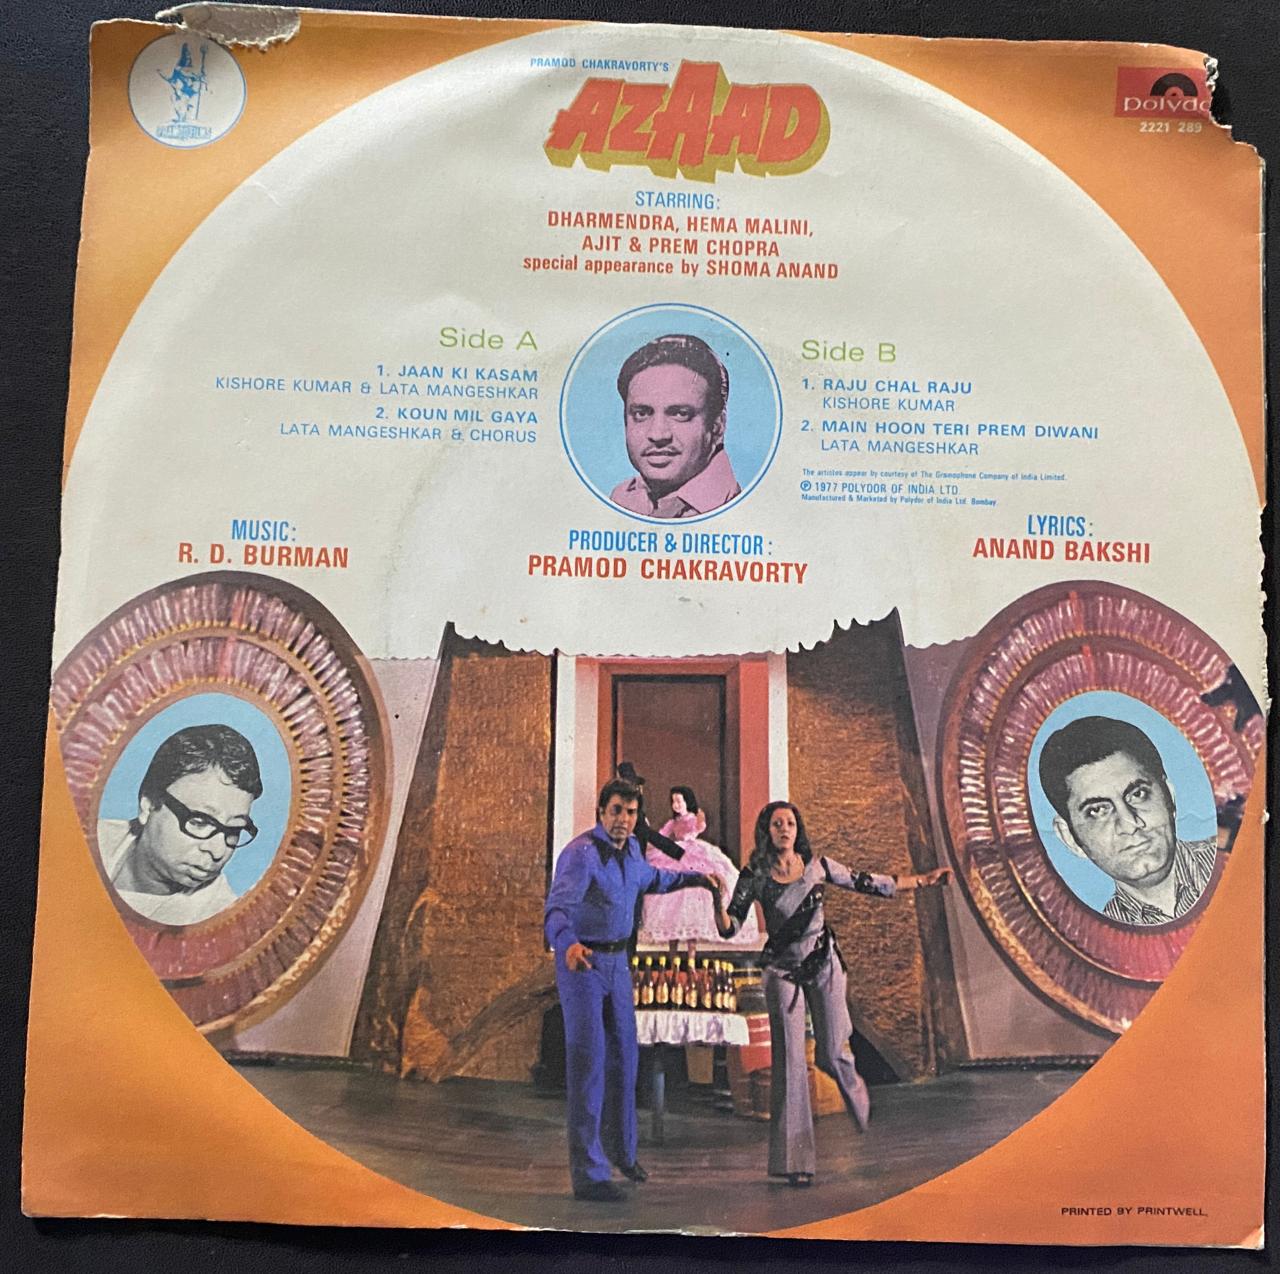 PRAMOD CHAKRAVORTY'S
AZAAD
polydo
2221 289
STARRING:
DHARMENDRA, HEMA MALINI,
AJIT & PREM CHOPRA
special appearance by SHOMA ANAND
Side A
1. JAAN KI KASAM
KISHORE KUMAR & LATA MANGESHKAR
2. KOUN MIL GAYA
LATA MANGESHKAR & CHORUS
Side B
1. RAJU CHAL RAJU
KISHORE KUMAR
2. MAIN HOON TERI PREM DIWANI
LATA MANGESHKAR
The artistes appear by courtesy of The Gramophone Company of India Limited.
℗ 1977 POLYDOR OF INDIA LTD.
Manufactured & Marketed by Polydor of India Ltd. Bombay
MUSIC:
R. D. BURMAN
PRODUCER & DIRECTOR:
PRAMOD CHAKRAVORTY
LYRICS:
ANAND BAKSHI
PRINTED BY PRINTWELL,